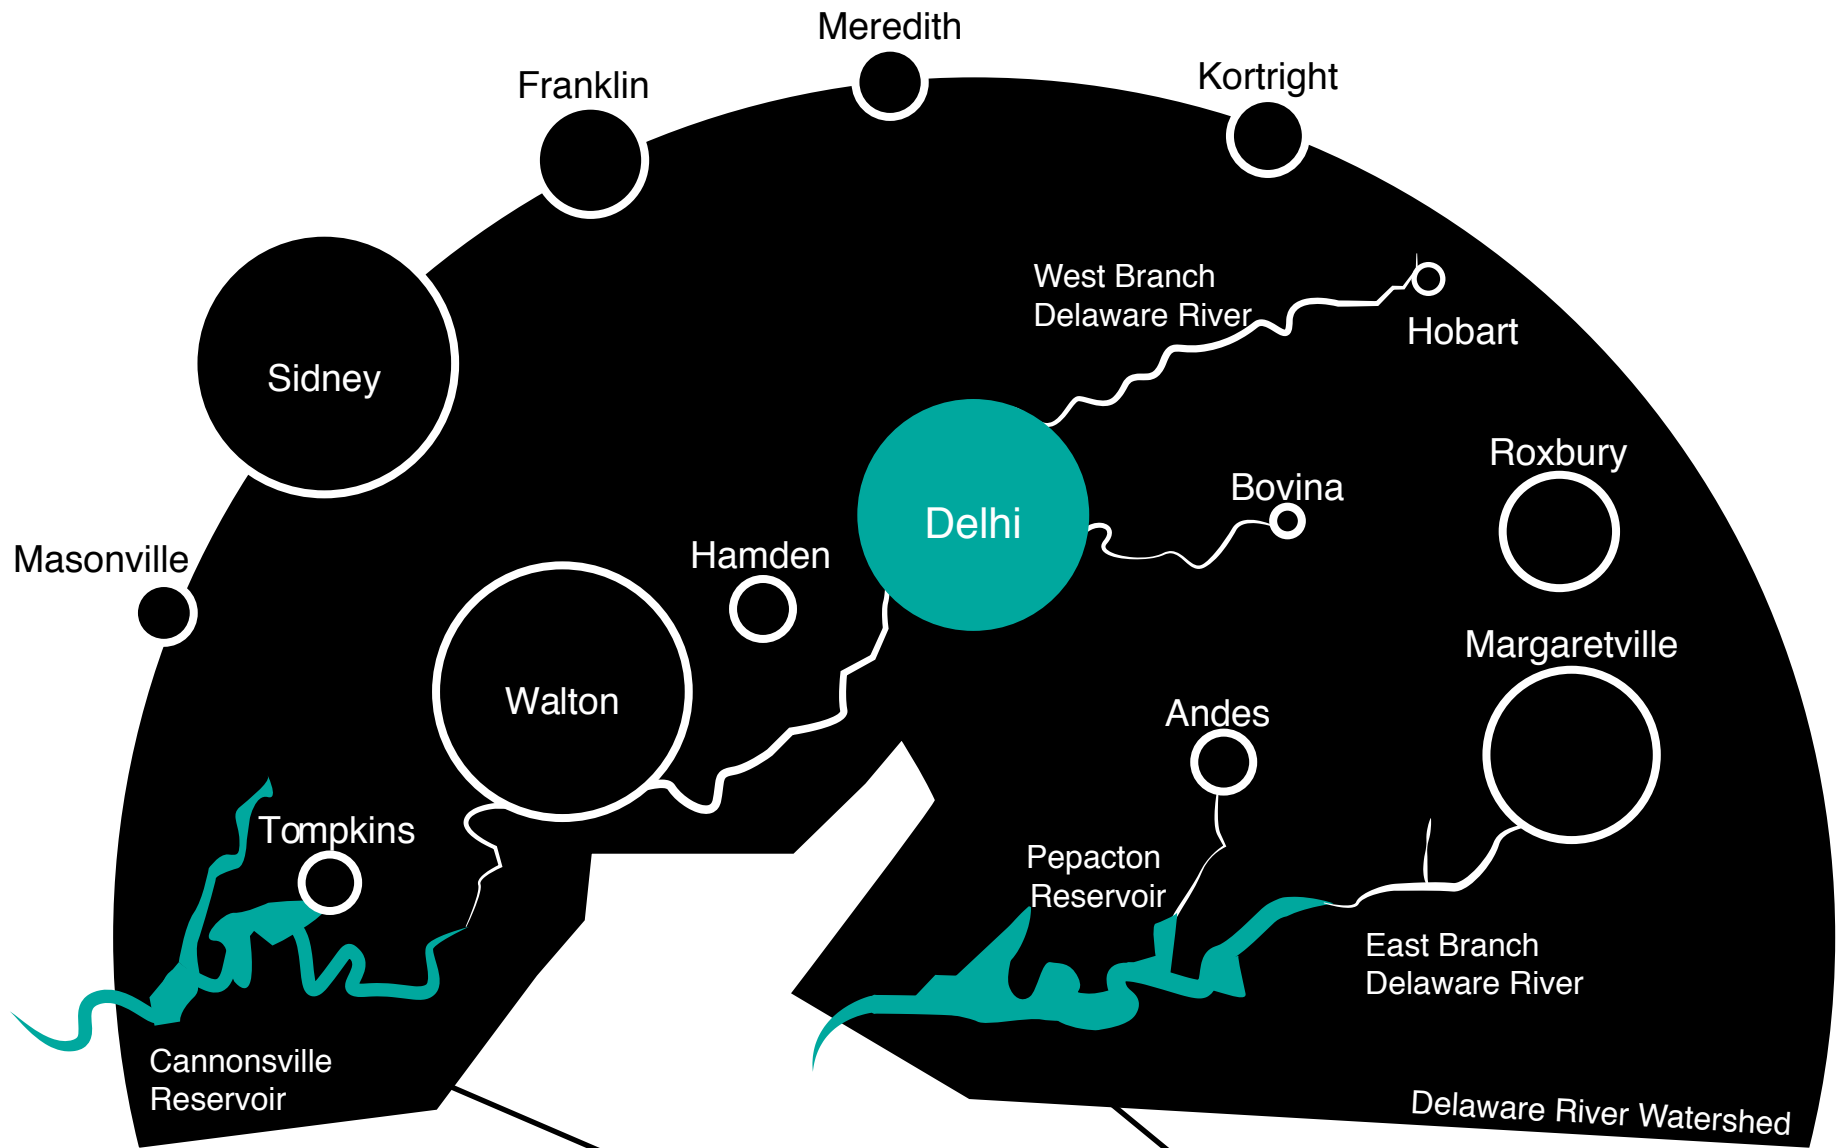 Meredith
Kortright
Franklin
West Branch
Delaware River
Hobart
Sidney
Roxbury
Bovina
Delhi
Masonville
Hamden
Margaretville
Walton
Andes
Tompkins
Pepacton
Reservoir
East Branch
Delaware River
Cannonsville
Reservoir
Delaware River Watershed